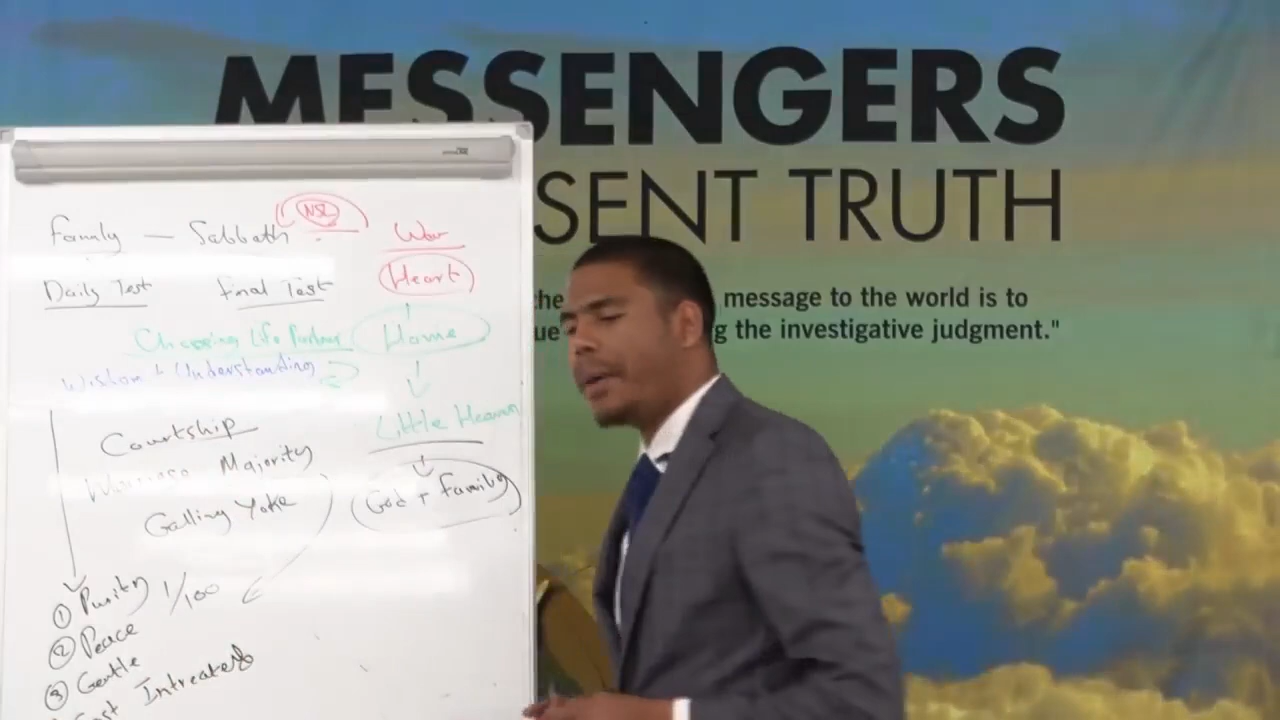 MESSENGERS
SENT TRUTH
the message to the world is to
g the investigative judgment."
NSL
Family — Sabbath
War
Daily Test Final Test
Heart
Choosing Life Partner
Home
Wisdom + Understanding
Little Heaven
Courtship
Majority
God + Family
Galling Yoke
① Purity 1/100
② Peace
③ Gentle
Intreated